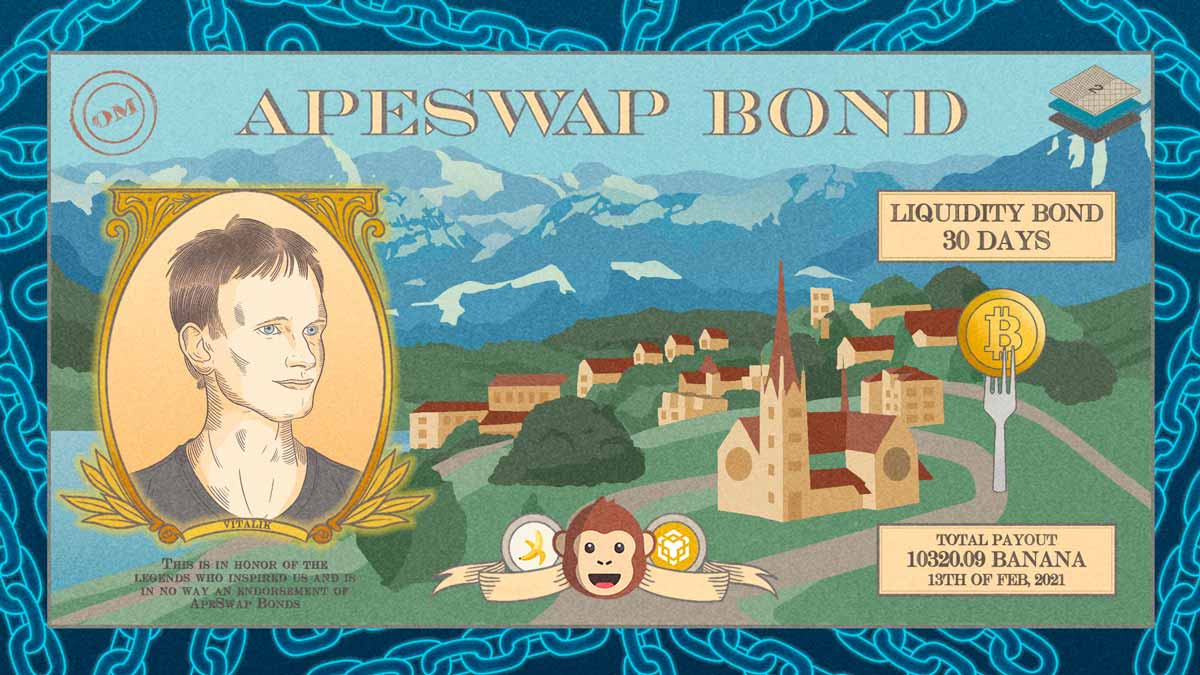 OM
APESWAP BOND
2
LIQUIDITY BOND
30 DAYS
B
VITALIK
THIS IS IN HONOR OF THE
LEGENDS WHO INSPIRED US AND IS
IN NO WAY AN ENDORSEMENT OF
APESWAP BONDS
TOTAL PAYOUT
10320.09 BANANA
13TH OF FEB, 2021